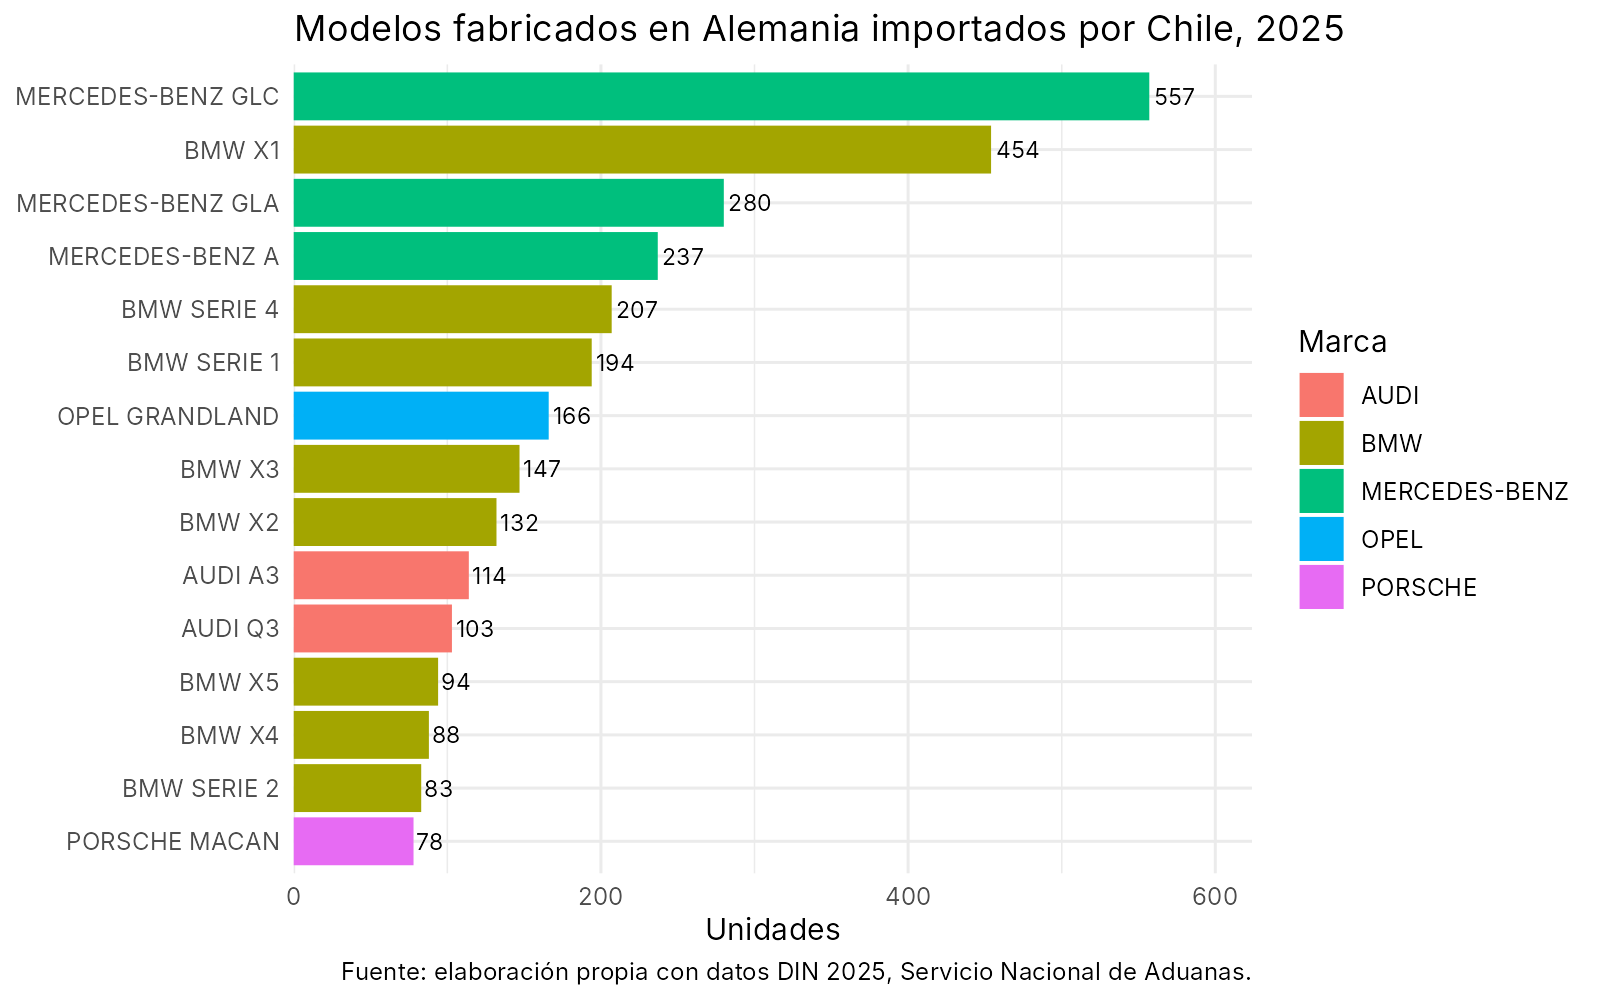 Modelos fabricados en Alemania importados por Chile, 2025
MERCEDES-BENZ GLC 557
BMW X1 454
MERCEDES-BENZ GLA 280
MERCEDES-BENZ A 237
BMW SERIE 4 207
BMW SERIE 1 194
OPEL GRANDLAND 166
BMW X3 147
BMW X2 132
AUDI A3 114
AUDI Q3 103
BMW X5 94
BMW X4 88
BMW SERIE 2 83
PORSCHE MACAN 78
0 200 400 600
Unidades
Marca
AUDI
BMW
MERCEDES-BENZ
OPEL
PORSCHE
Fuente: elaboración propia con datos DIN 2025, Servicio Nacional de Aduanas.